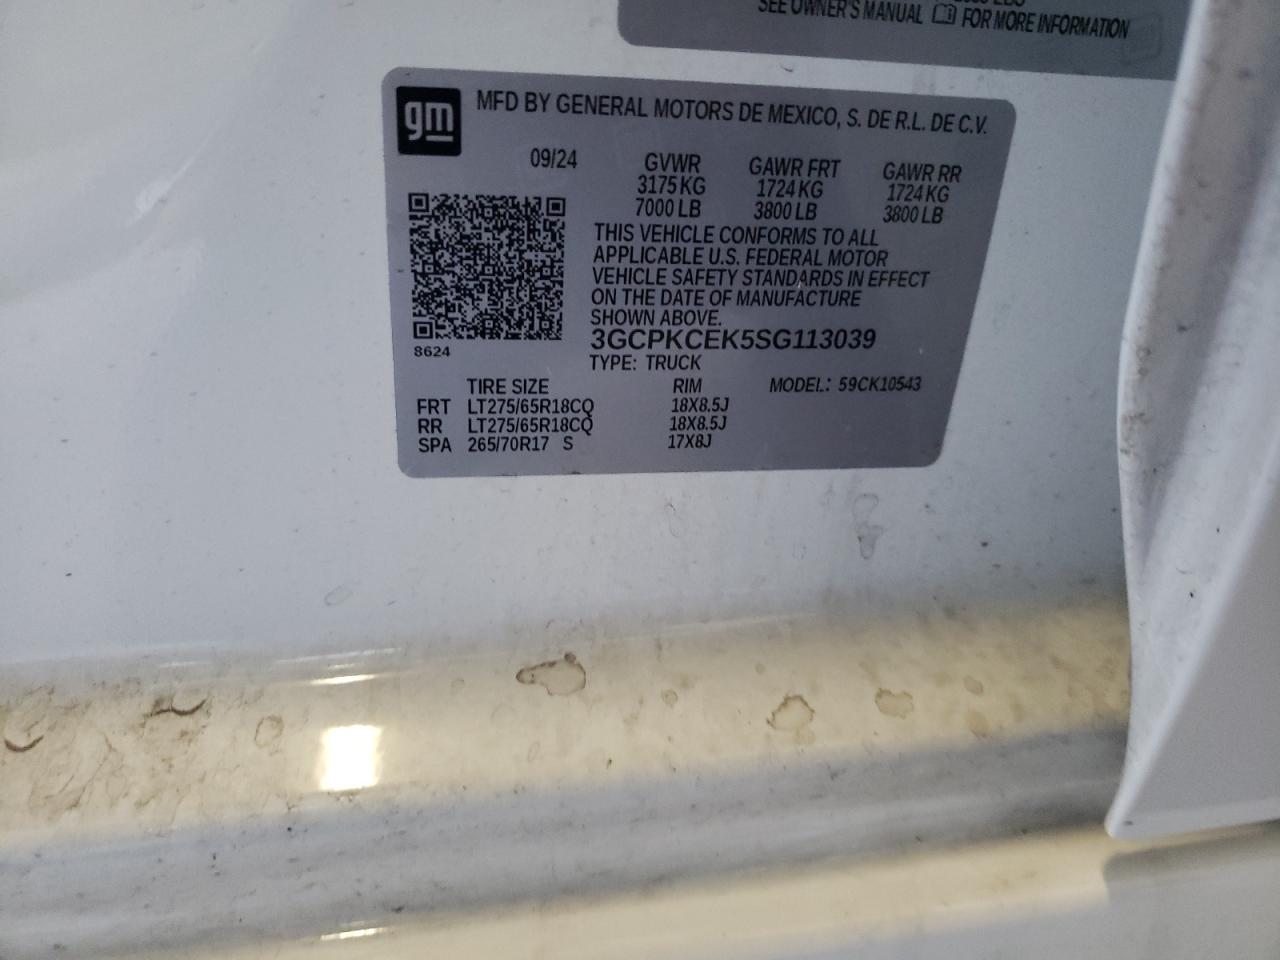 SEE OWNER'S MANUAL FOR MORE INFORMATION
gm
MFD BY GENERAL MOTORS DE MEXICO, S. DE R.L. DE C.V.
09/24 GVWR GAWR FRT GAWR RR
3175 KG 1724 KG 1724 KG
7000 LB 3800 LB 3800 LB
THIS VEHICLE CONFORMS TO ALL
APPLICABLE U.S. FEDERAL MOTOR
VEHICLE SAFETY STANDARDS IN EFFECT
ON THE DATE OF MANUFACTURE
SHOWN ABOVE.
3GCPKCEK5SG113039
8624
TYPE: TRUCK
TIRE SIZE RIM MODEL: 59CK10543
FRT LT275/65R18CQ 18X8.5J
RR LT275/65R18CQ 18X8.5J
SPA 265/70R17 S 17X8J